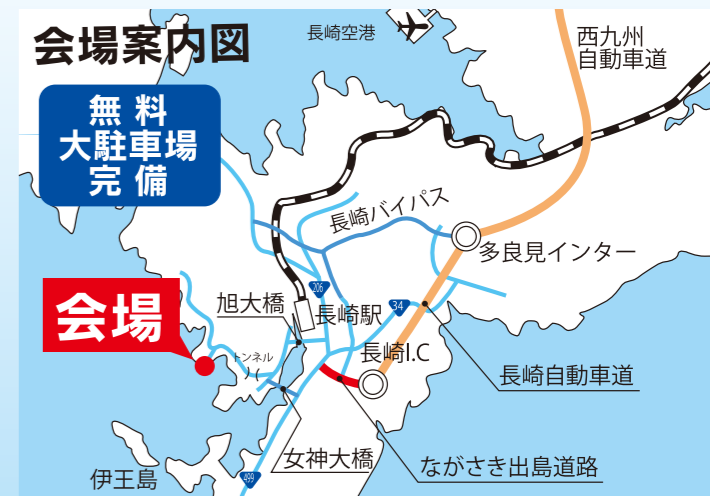 会場案内図
長崎空港
西九州
自動車道
無料
大駐車場
完備
長崎バイパス
多良見インター
206
34
会場
旭大橋
長崎駅
トンネル
長崎I.C
長崎自動車道
女神大橋
ながさき出島道路
伊王島
499